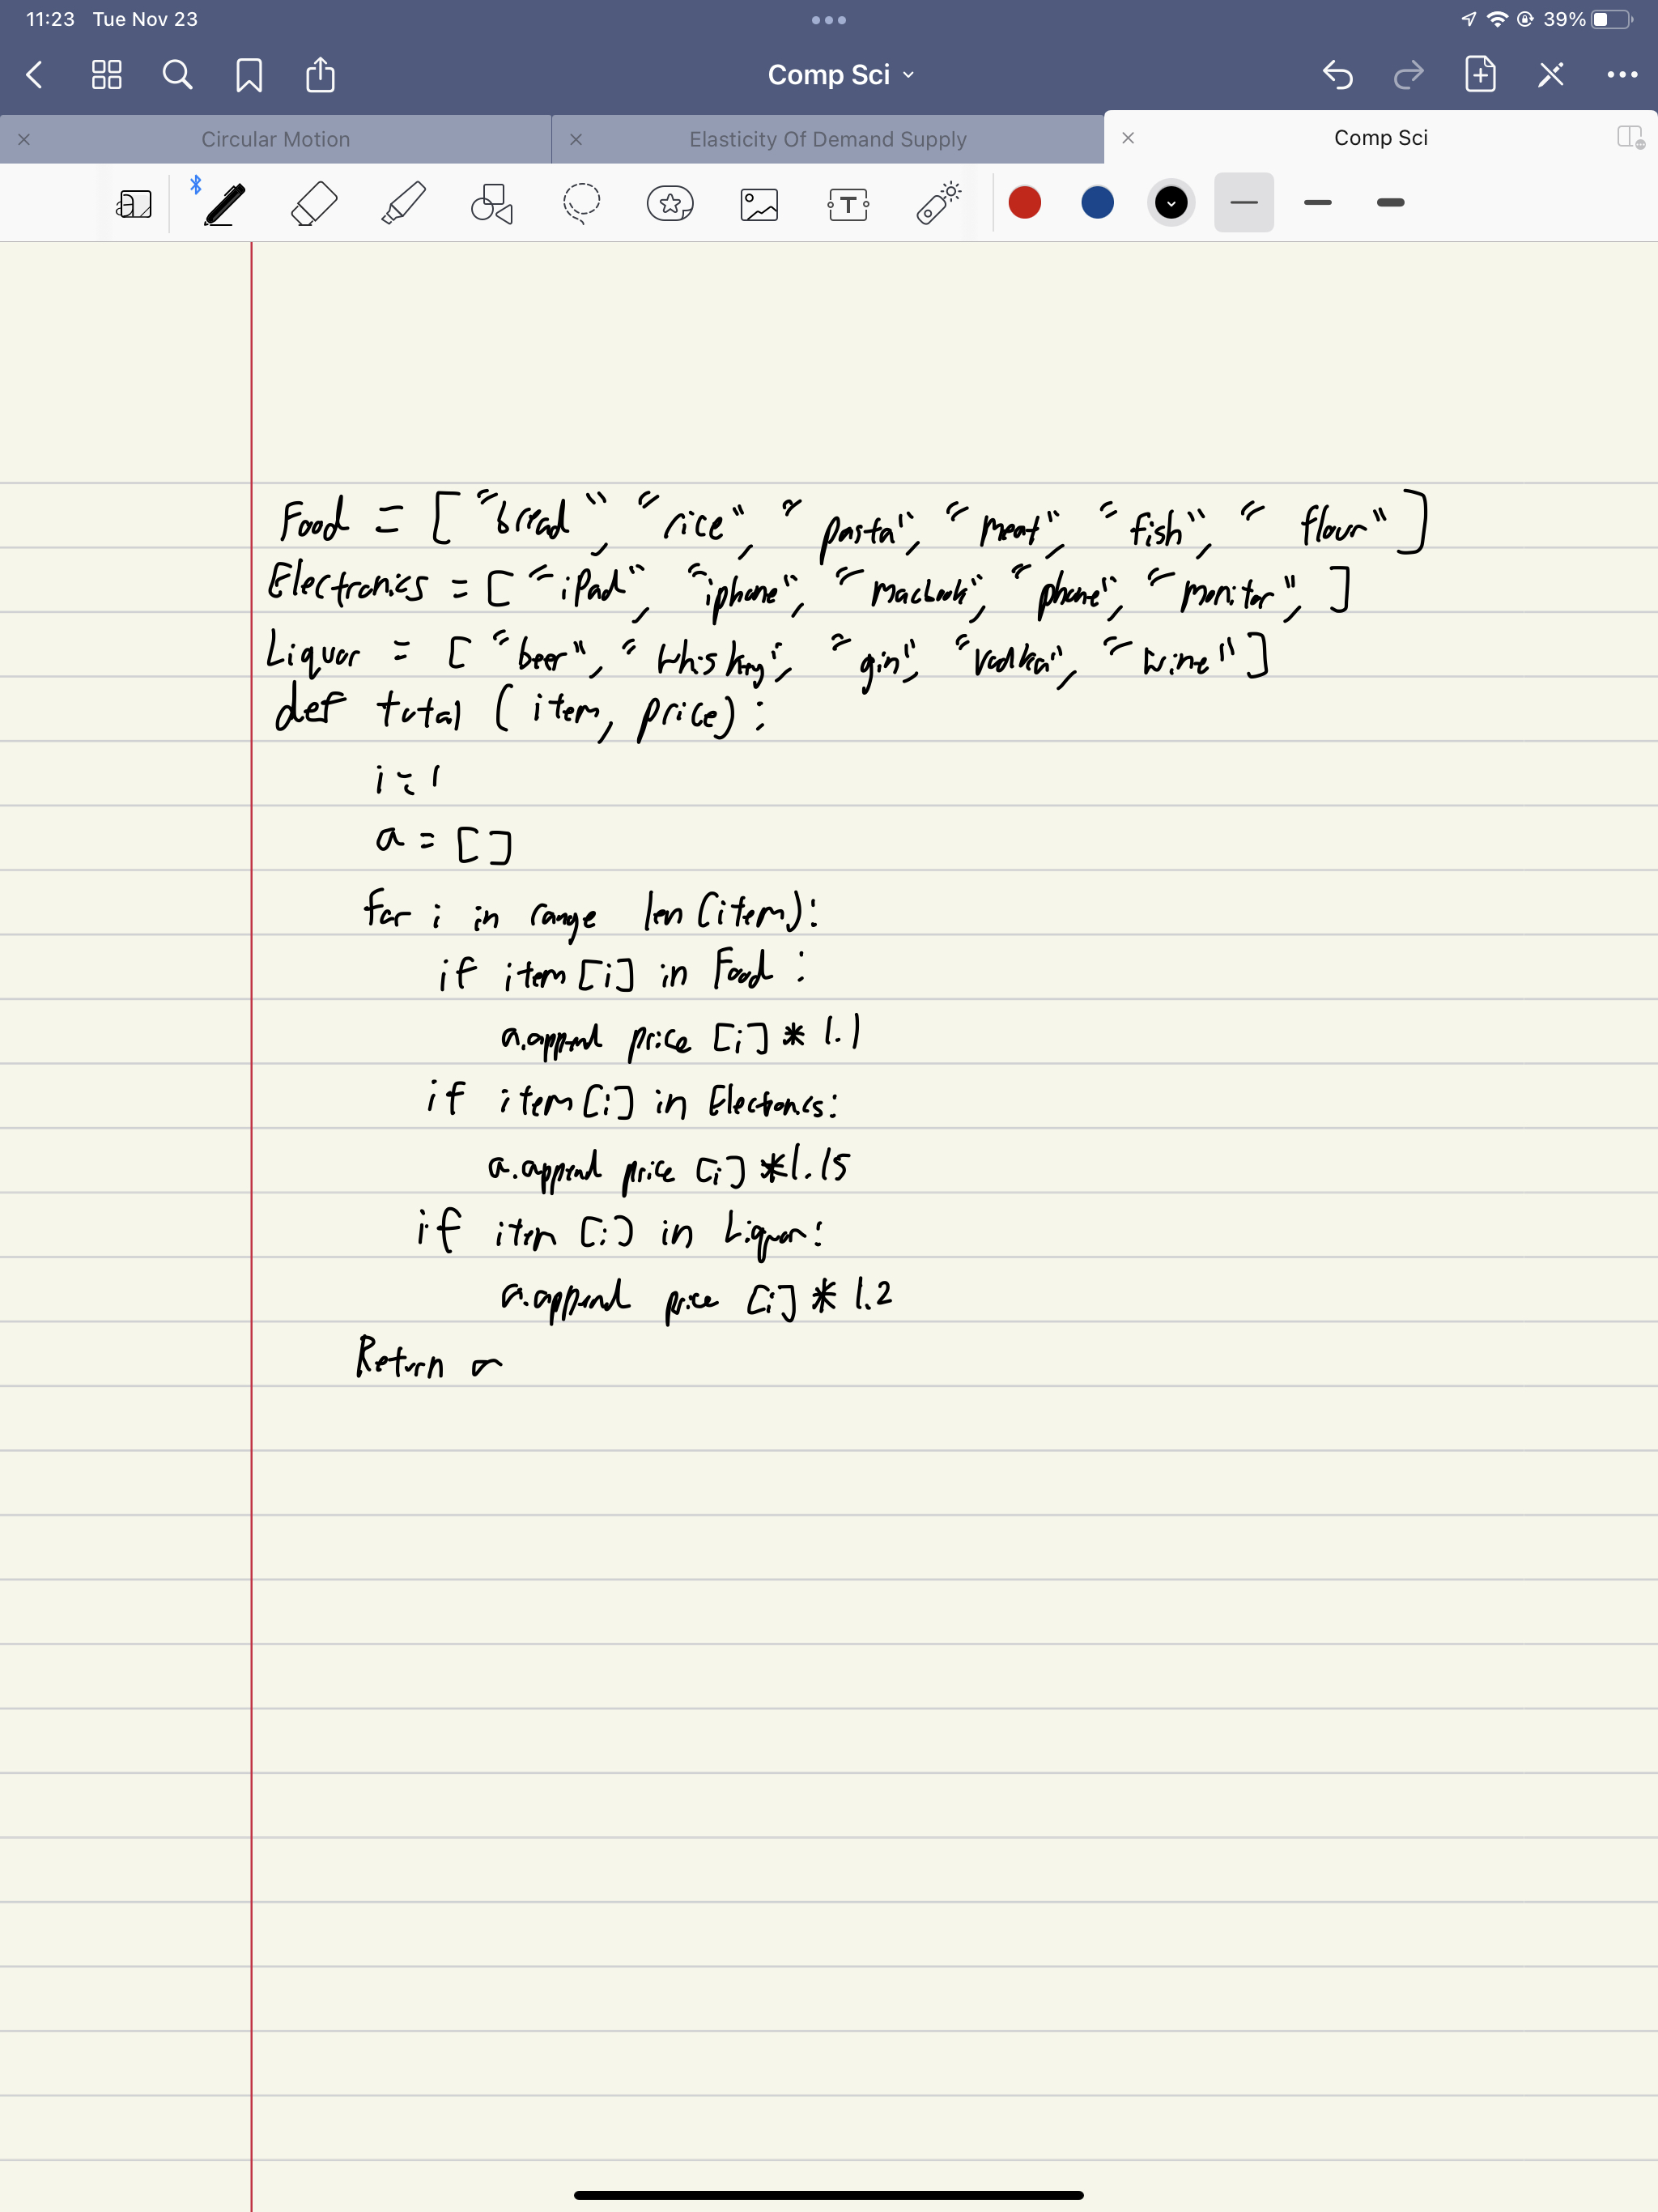 11:23 Tue Nov 23 39%
Comp Sci
Circular Motion Elasticity Of Demand Supply Comp Sci
Food = ["bread", "rice", "pasta", "meat", "fish", "flour"]
Electronics = ["iPad", "iphone", "macbook", "phone", "monitor", ]
Liquor = ["beer", "whiskey", "gin", "vodka", "wine"]
def total (item, price):
i = 1
a = []
for i in range len(item):
if item[i] in Food :
a.append price [i] * 1.1
if item[i] in Electoncs:
a.append price [i] *1.15
if item [i] in Liquor:
a.append price [i] * 1.2
Return a